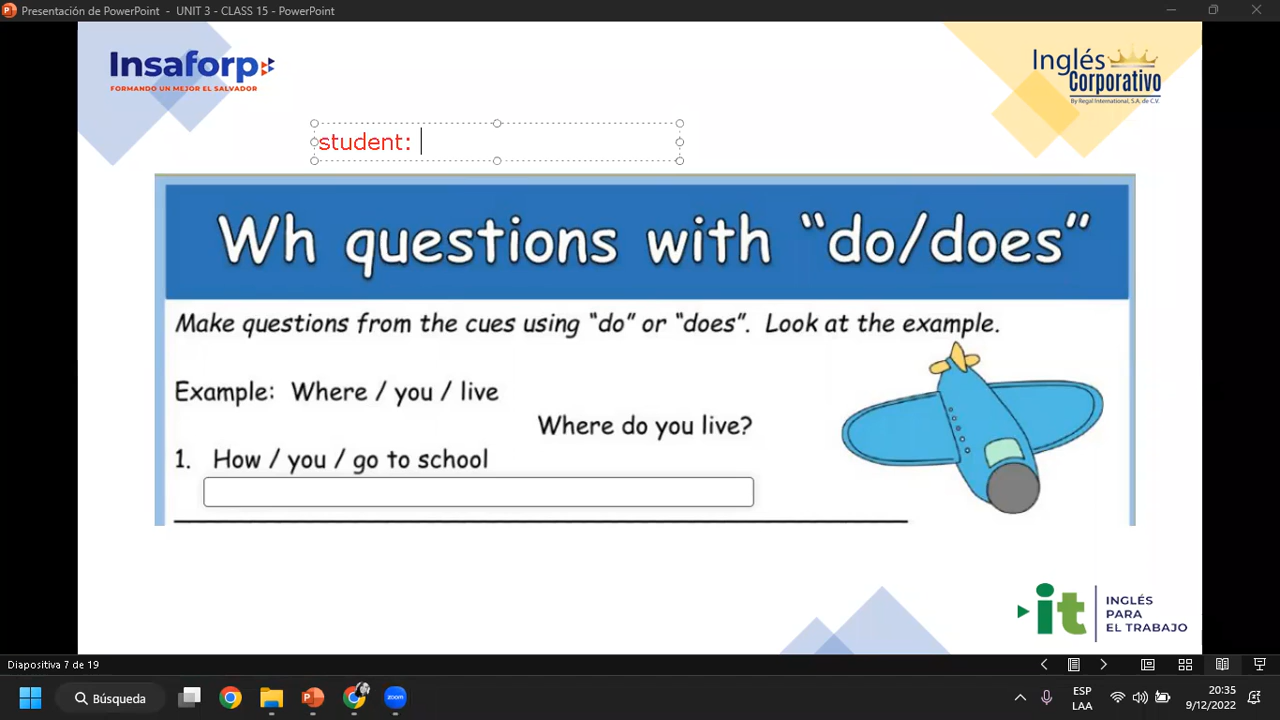 Presentación de PowerPoint - UNIT 3 - CLASS 15 - PowerPoint
Insaforp
FORMANDO UN MEJOR EL SALVADOR
Inglés
Corporativo
By Regal International, S.A. de C.V.
student:
Wh questions with “do/does”
Make questions from the cues using “do” or “does”. Look at the example.
Example: Where / you / live
Where do you live?
1. How / you / go to school
it
INGLÉS
PARA
EL TRABAJO
Diapositiva 7 de 19
Búsqueda
zoom
ESP
LAA
20:35
9/12/2022